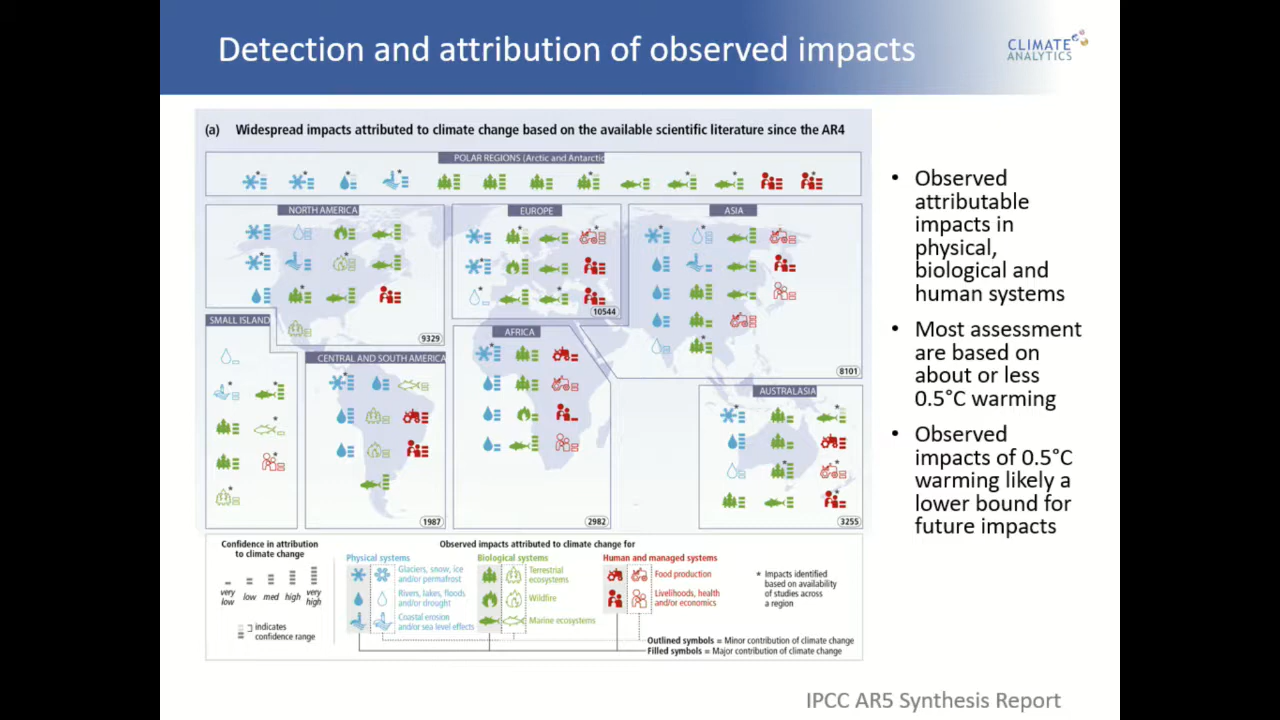 Detection and attribution of observed impacts
CLIMATE
ANALYTICS
(a) Widespread impacts attributed to climate change based on the available scientific literature since the AR4
POLAR REGIONS (Arctic and Antarctic
NORTH AMERICA
EUROPE
ASIA
10544
SMALL ISLAND
AFRICA
9329
CENTRAL AND SOUTH AMERICA
8101
AUSTRALASIA
1987
2982
3255
Confidence in attribution
to climate change
very
low
low
med
high
very
high
indicates
confidence range
Observed impacts attributed to climate change for
Physical systems
Glaciers, snow, ice
and/or permafrost
Rivers, lakes, floods
and/or drought
Coastal erosion
and/or sea level effects
Biological systems
Terrestrial
ecosystems
Wildfire
Marine ecosystems
Human and managed systems
Food production
Livelihoods, health
and/or economics
* Impacts identified
based on availability
of studies across
a region
Outlined symbols = Minor contribution of climate change
Filled symbols = Major contribution of climate change
• Observed
attributable
impacts in
physical,
biological and
human systems
• Most assessment
are based on
about or less
0.5°C warming
• Observed
impacts of 0.5°C
warming likely a
lower bound for
future impacts
IPCC AR5 Synthesis Report